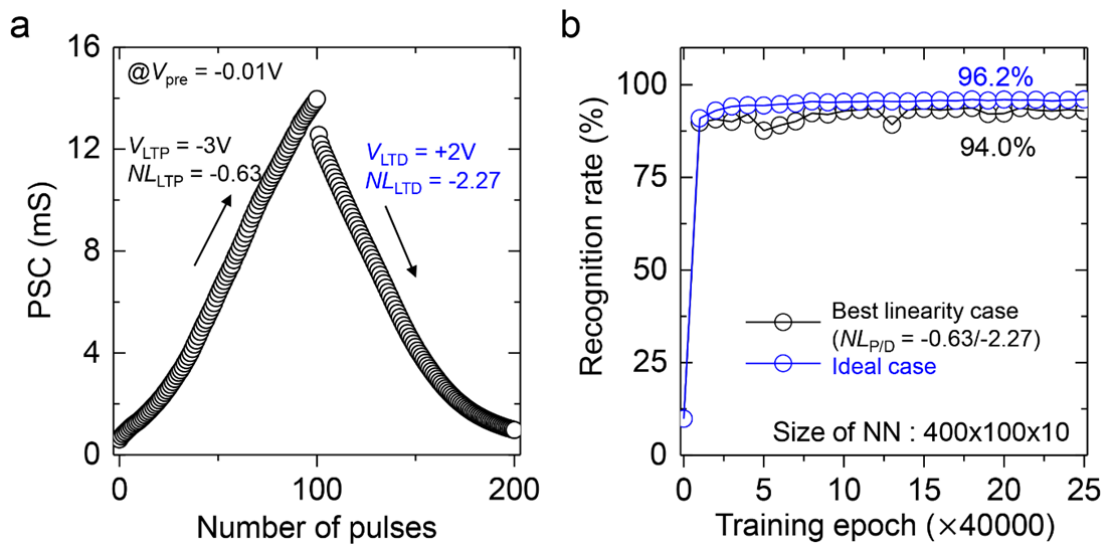 a
16
12
8
4
0
PSC (mS)
@Vpre = -0.01V
VLTP = -3V
NLLTP = -0.63
VLTD = +2V
NLLTD = -2.27
0
100
200
Number of pulses
b
100
75
50
25
0
Recognition rate (%)
96.2%
94.0%
Best linearity case
(NLP/D = -0.63/-2.27)
Ideal case
Size of NN : 400x100x10
0
5
10
15
20
25
Training epoch (×40000)